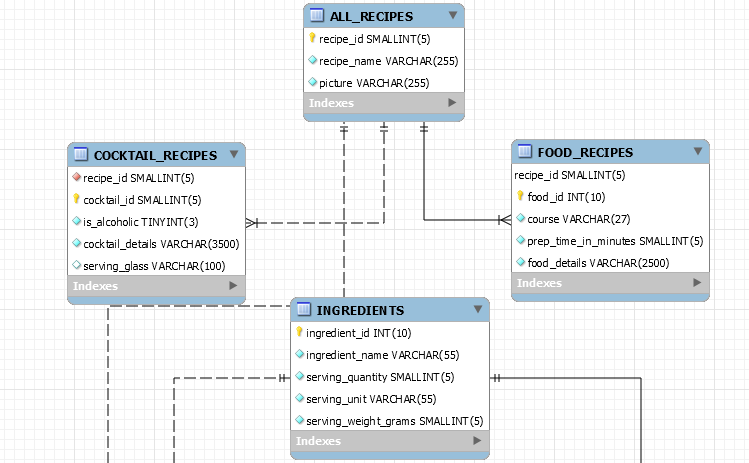 ALL_RECIPES
recipe_id SMALLINT(5)
recipe_name VARCHAR(255)
picture VARCHAR(255)
Indexes
COCKTAIL_RECIPES
recipe_id SMALLINT(5)
cocktail_id SMALLINT(5)
is_alcoholic TINYINT(3)
cocktail_details VARCHAR(3500)
serving_glass VARCHAR(100)
Indexes
FOOD_RECIPES
recipe_id SMALLINT(5)
food_id INT(10)
course VARCHAR(27)
prep_time_in_minutes SMALLINT(5)
food_details VARCHAR(2500)
Indexes
INGREDIENTS
ingredient_id INT(10)
ingredient_name VARCHAR(55)
serving_quantity SMALLINT(5)
serving_unit VARCHAR(55)
serving_weight_grams SMALLINT(5)
Indexes